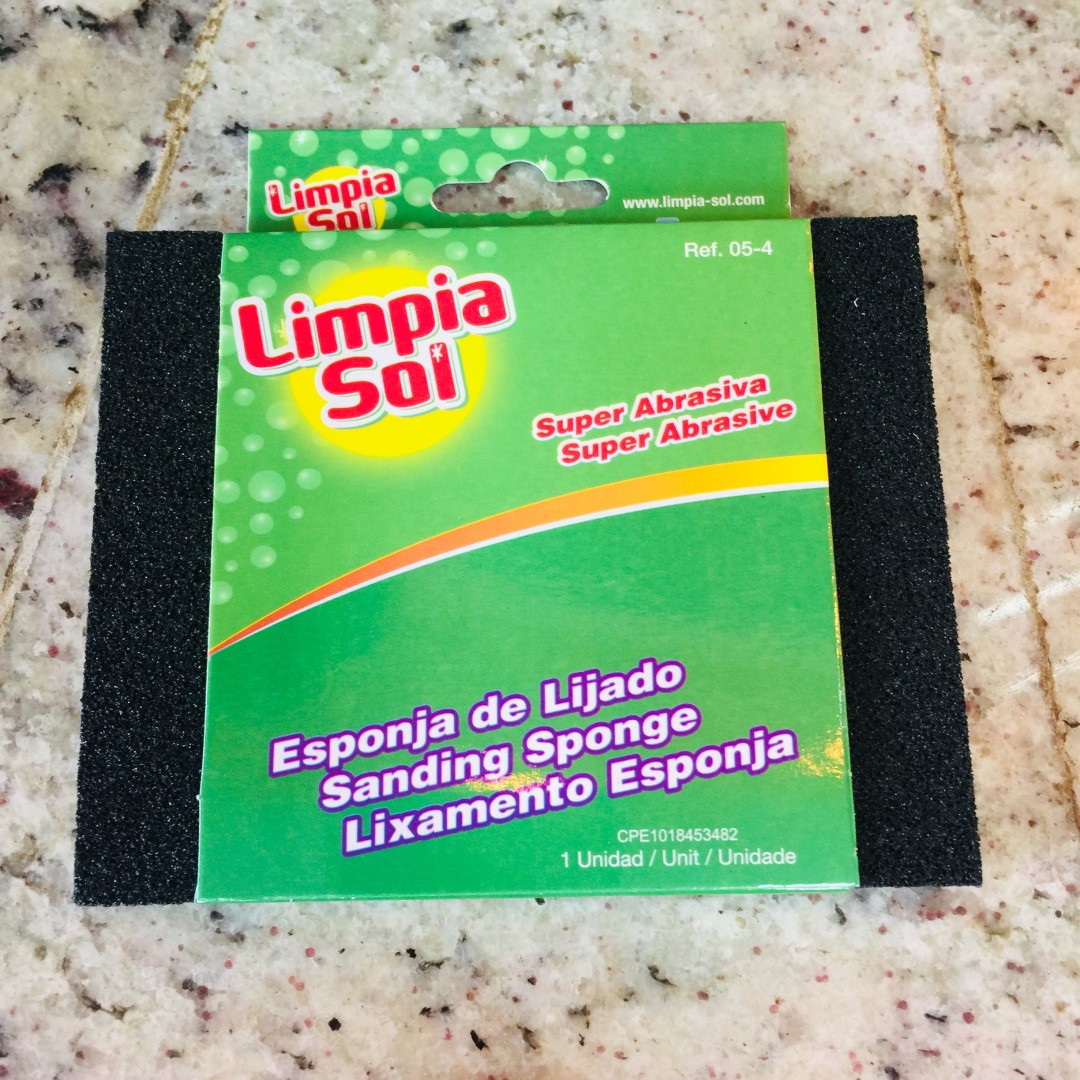 Limpia
Sol
www.limpia-sol.com
Ref. 05-4
Limpia
Sol
Super Abrasiva
Super Abrasive
Esponja de Lijado
Sanding Sponge
Lixamento Esponja
CPE1018453482
1 Unidad / Unit / Unidade